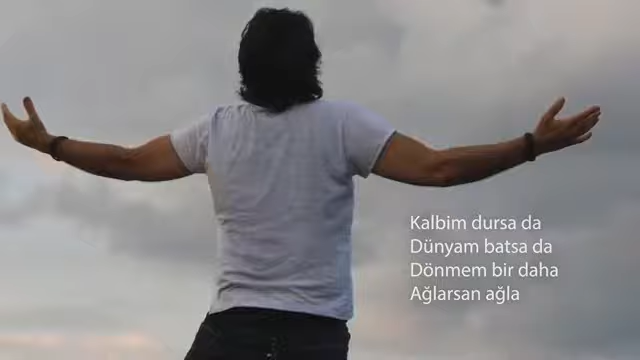 Kalbim dursa da
Dünyam batsa da
Dönmem bir daha
Ağlarsan ağla